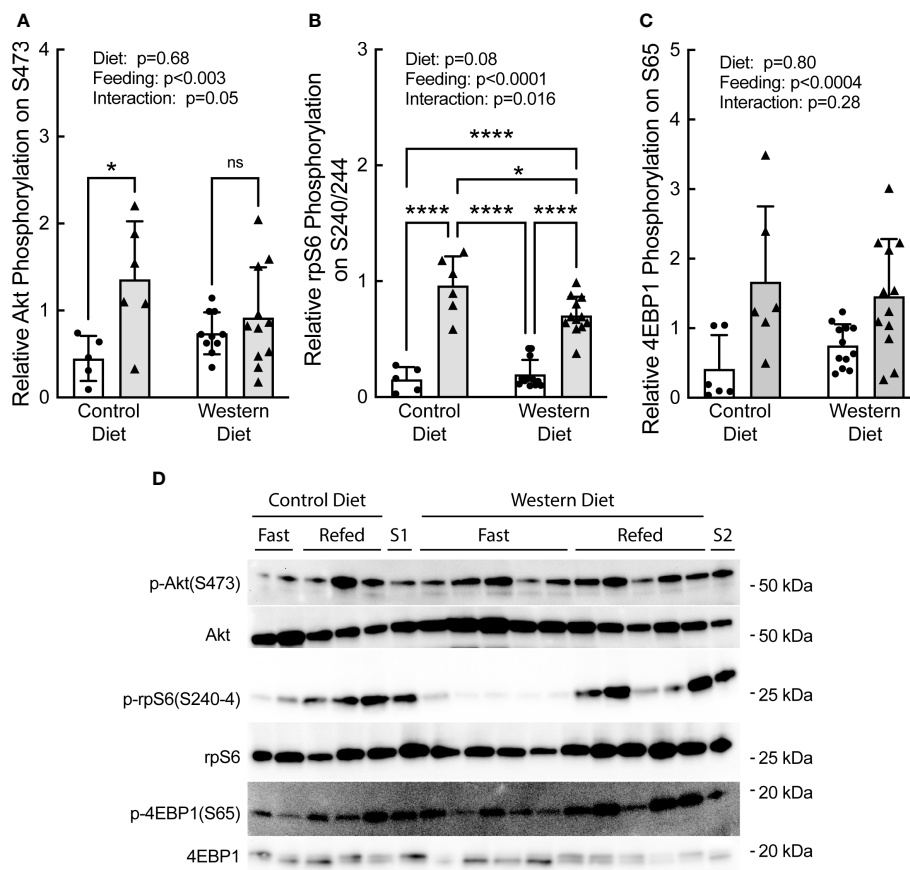 A
Relative Akt Phosphorylation on S473
4
3
2
1
0
Diet: p=0.68
Feeding: p<0.003
Interaction: p=0.05
*
ns
Control
Diet
Western
Diet
B
Relative rpS6 Phosphorylation
on S240/244
3
2
1
0
Diet: p=0.08
Feeding: p<0.0001
Interaction: p=0.016
****
*
**** **** ****
Control
Diet
Western
Diet
C
Relative 4EBP1 Phosphorylation on S65
5
4
3
2
1
0
Diet: p=0.80
Feeding: p<0.0004
Interaction: p=0.28
Control
Diet
Western
Diet
D
Control Diet Western Diet
Fast Refed S1 Fast Refed S2
p-Akt(S473) - 50 kDa
Akt - 50 kDa
p-rpS6(S240-4) - 25 kDa
rpS6 - 25 kDa
- 20 kDa
p-4EBP1(S65)
4EBP1 - 20 kDa